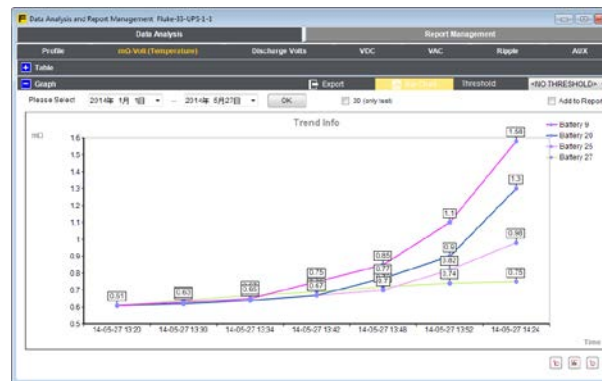 Data Analysis and Report Management Fluke-IS-UPS-1-1
Data Analysis Report Management
Profile mΩ-Volt (Temperature) Discharge Volts VDC VAC Ripple AUX
Table
Graph Export Threshold <NO THRESHOLD>
Please Select 2014年 1月 1日 — 2014年 5月27日 OK 3D (only last) Add to Report
Trend Info
mΩ
Battery 9
Battery 20
Battery 25
Battery 27
1.6
1.5
1.4
1.3
1.2
1.1
1
0.9
0.8
0.7
0.6
0.5
1.58
1.3
1.1
0.98
0.9
0.85
0.82
0.77
0.75
0.75
0.74
0.7
0.67
0.63
0.61
14-05-27 13:20 14-05-27 13:30 14-05-27 13:34 14-05-27 13:42 14-05-27 13:48 14-05-27 13:52 14-05-27 14:24
Time